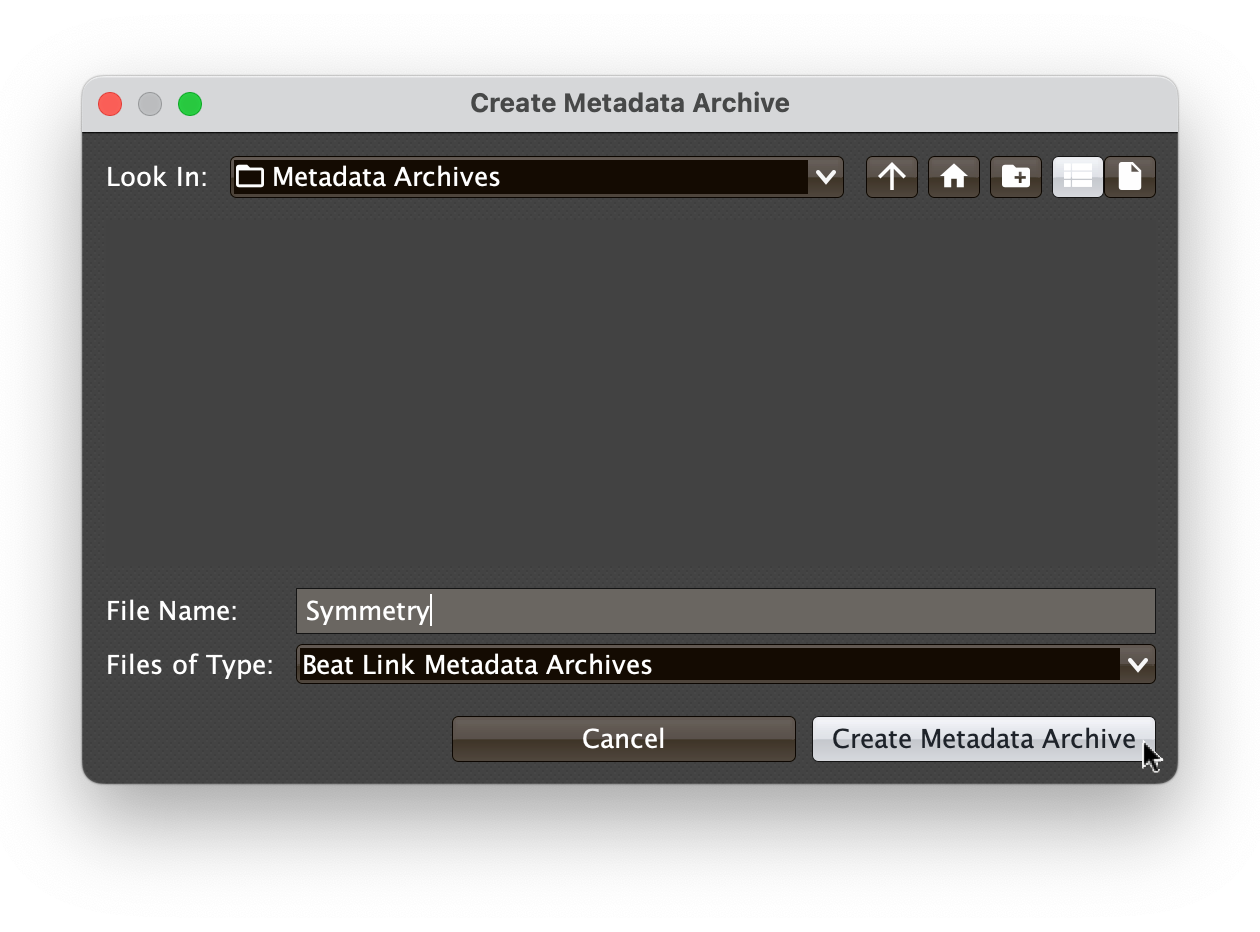 Create Metadata Archive
Look In: Metadata Archives
File Name: Symmetry
Files of Type: Beat Link Metadata Archives
Cancel Create Metadata Archive